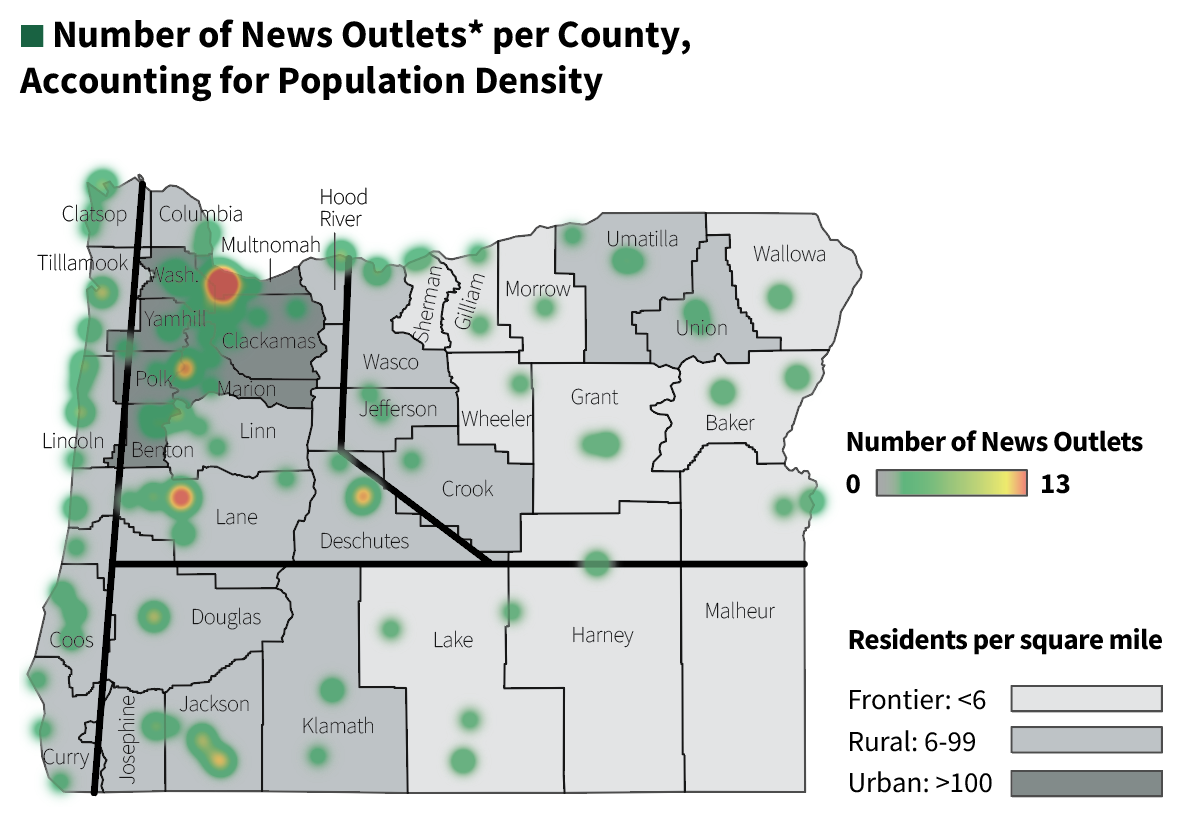 Number of News Outlets* per County,
Accounting for Population Density
Hood
River
Clatsop
Columbia
Multnomah
Tilllamook
Wash.
Umatilla
Wallowa
Sherman
Gilliam
Morrow
Yamhill
Clackamas
Union
Wasco
Polk
Marion
Jefferson
Wheeler
Grant
Baker
Lincoln
Benton
Linn
Crook
Lane
Deschutes
Number of News Outlets
0 13
Douglas
Coos
Lake
Harney
Malheur
Residents per square mile
Josephine
Jackson
Klamath
Curry
Frontier: <6
Rural: 6-99
Urban: >100